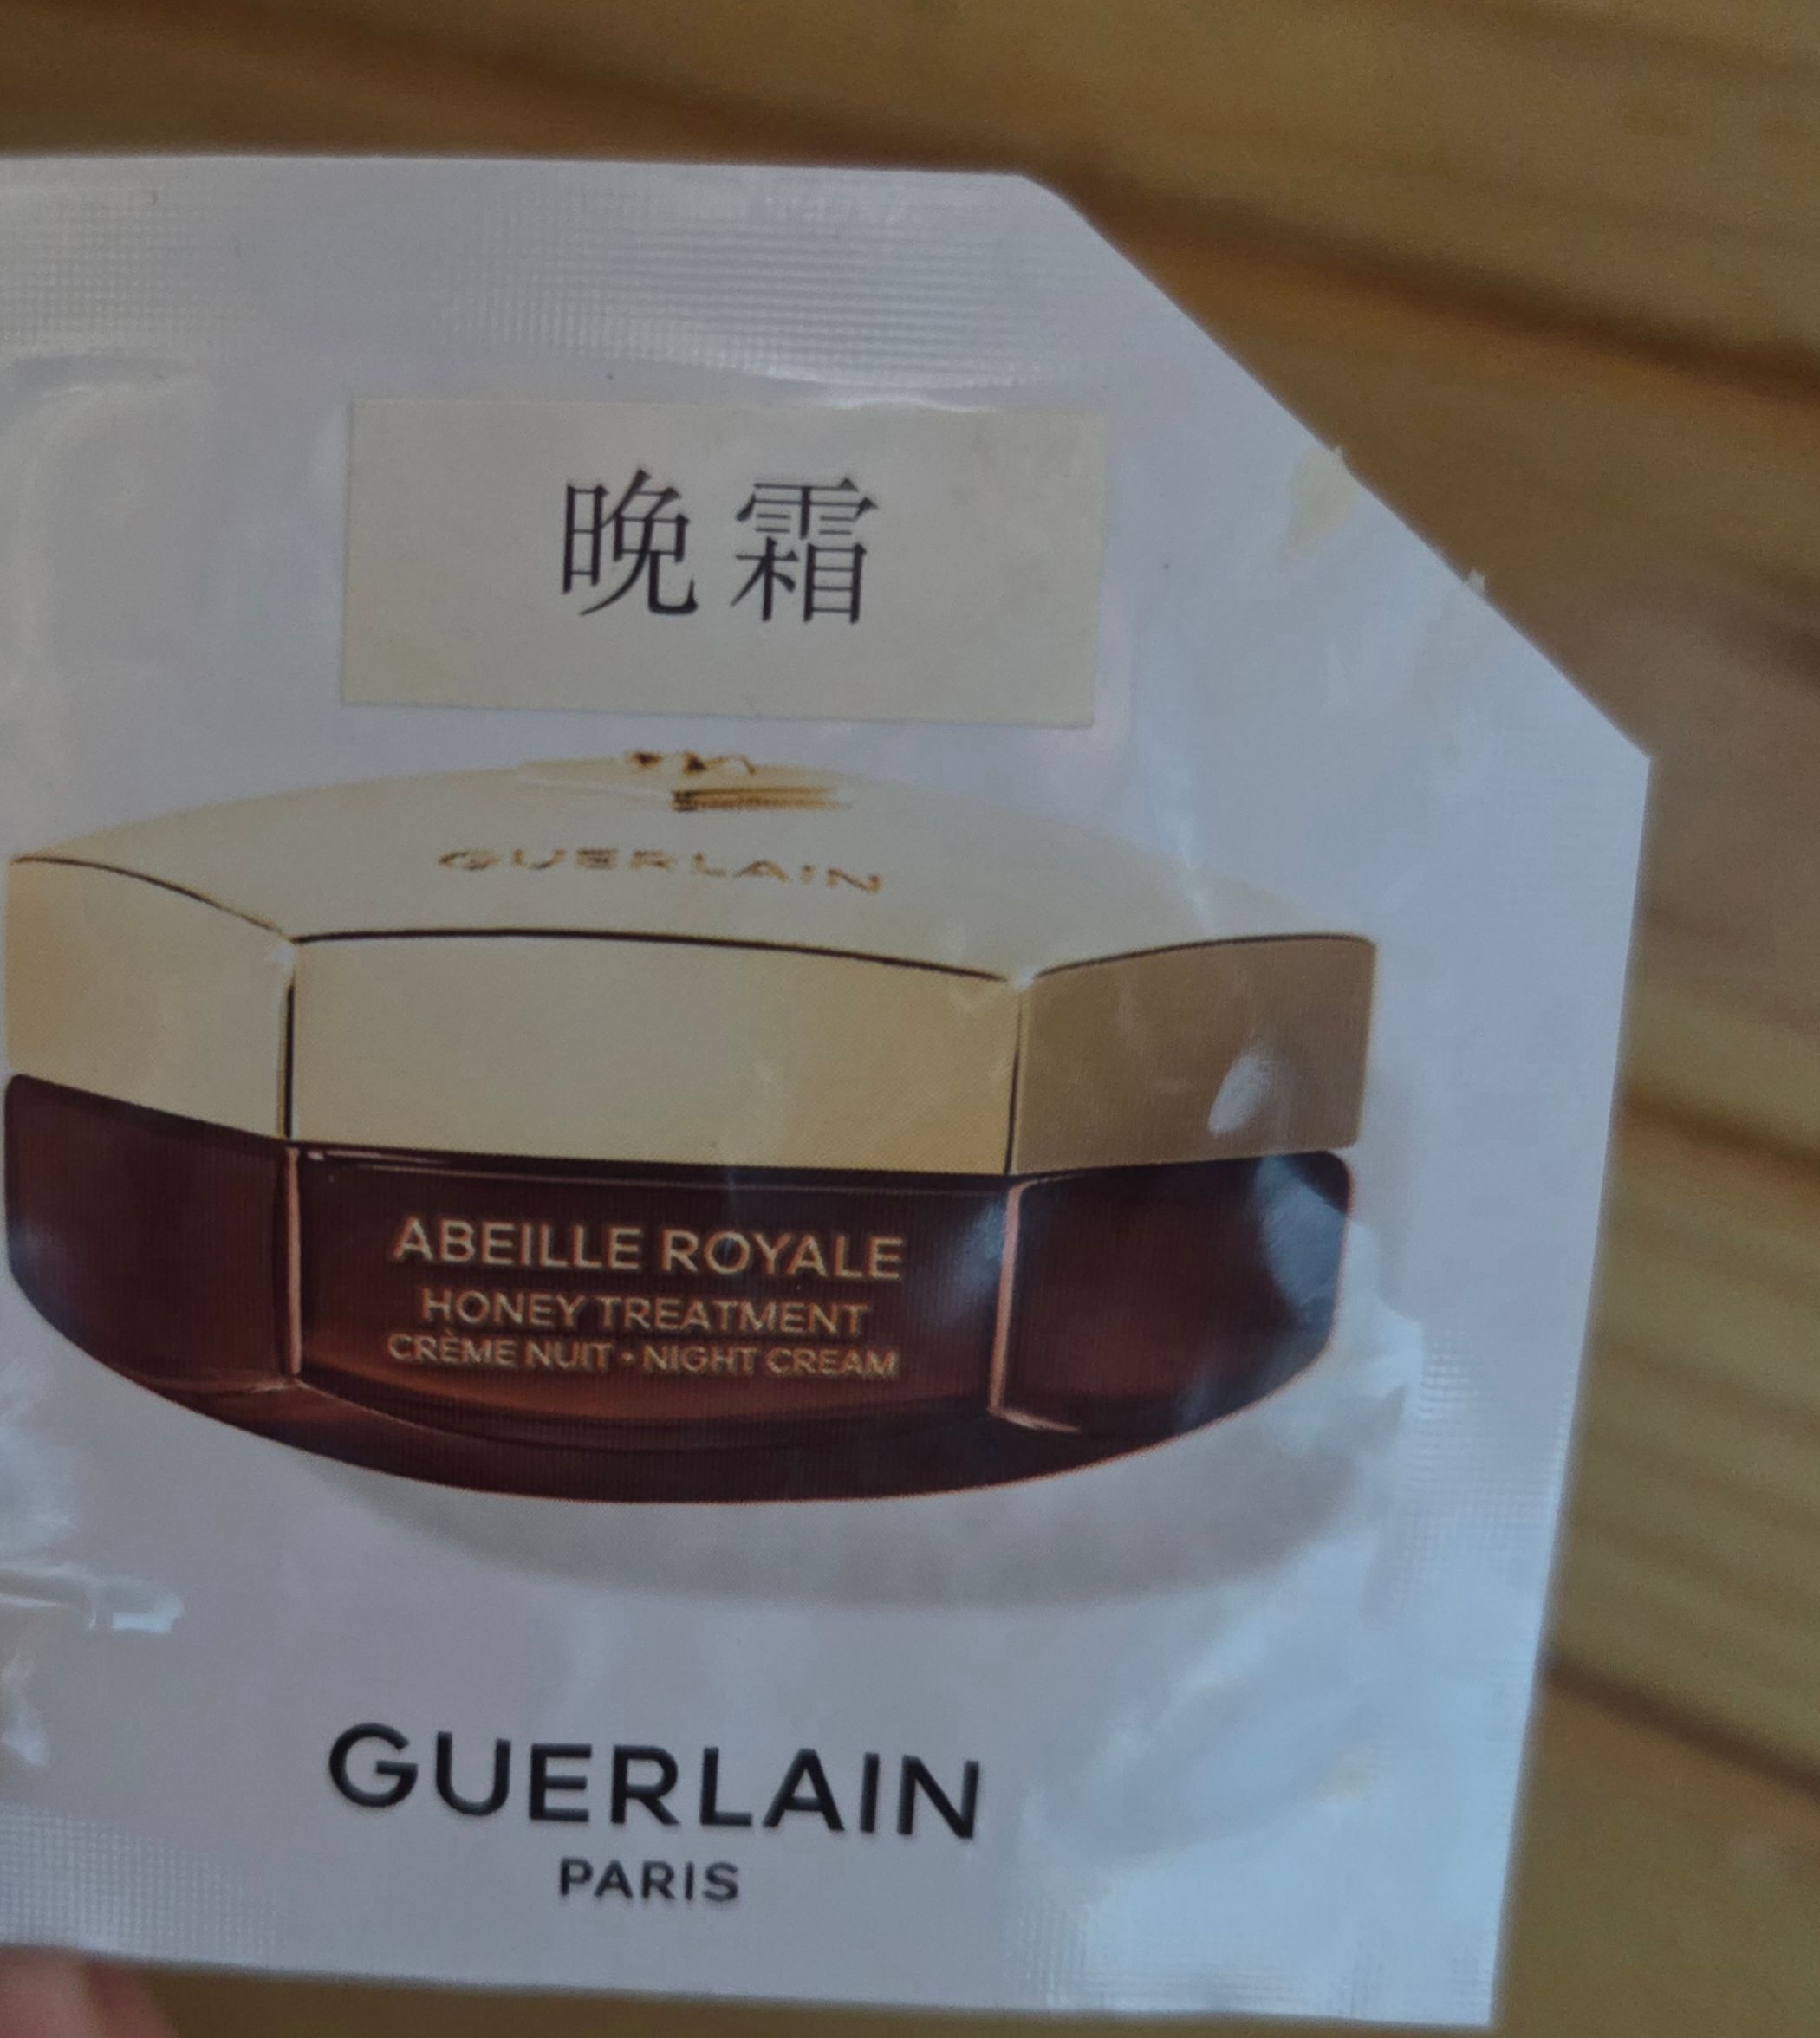 晚霜
GUERLAIN
ABEILLE ROYALE
HONEY TREATMENT
CRÈME NUIT • NIGHT CREAM
GUERLAIN
PARIS